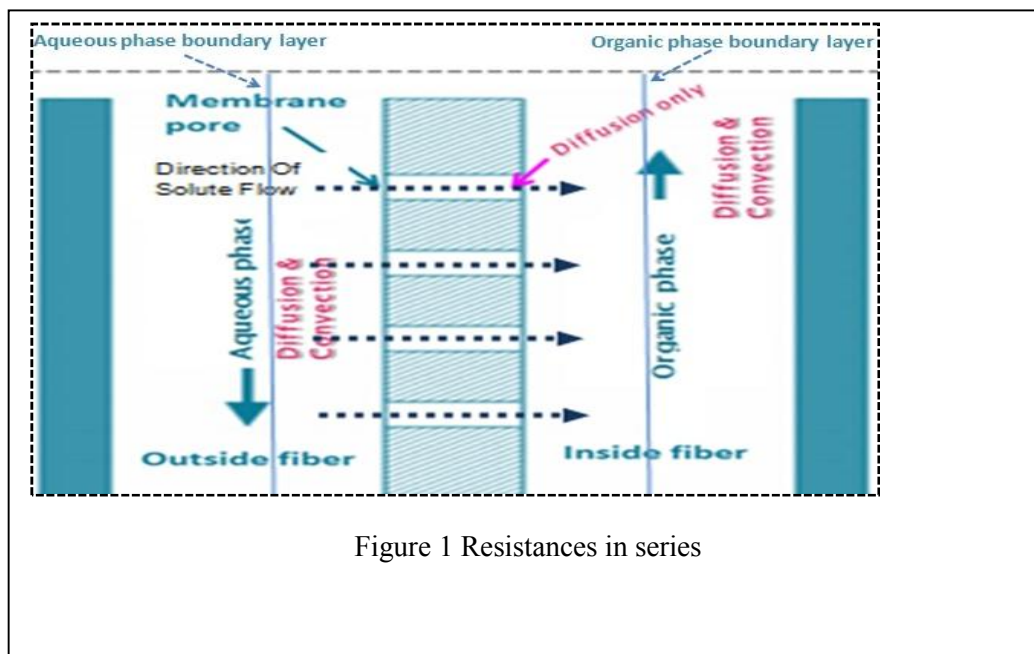 Aqueous phase boundary layer
Organic phase boundary layer
Membrane
pore
Diffusion only
Direction Of
Solute Flow
Aqueous phase
Diffusion &
Convection
Organic phase
Diffusion &
Convection
Outside fiber
Inside fiber
Figure 1 Resistances in series